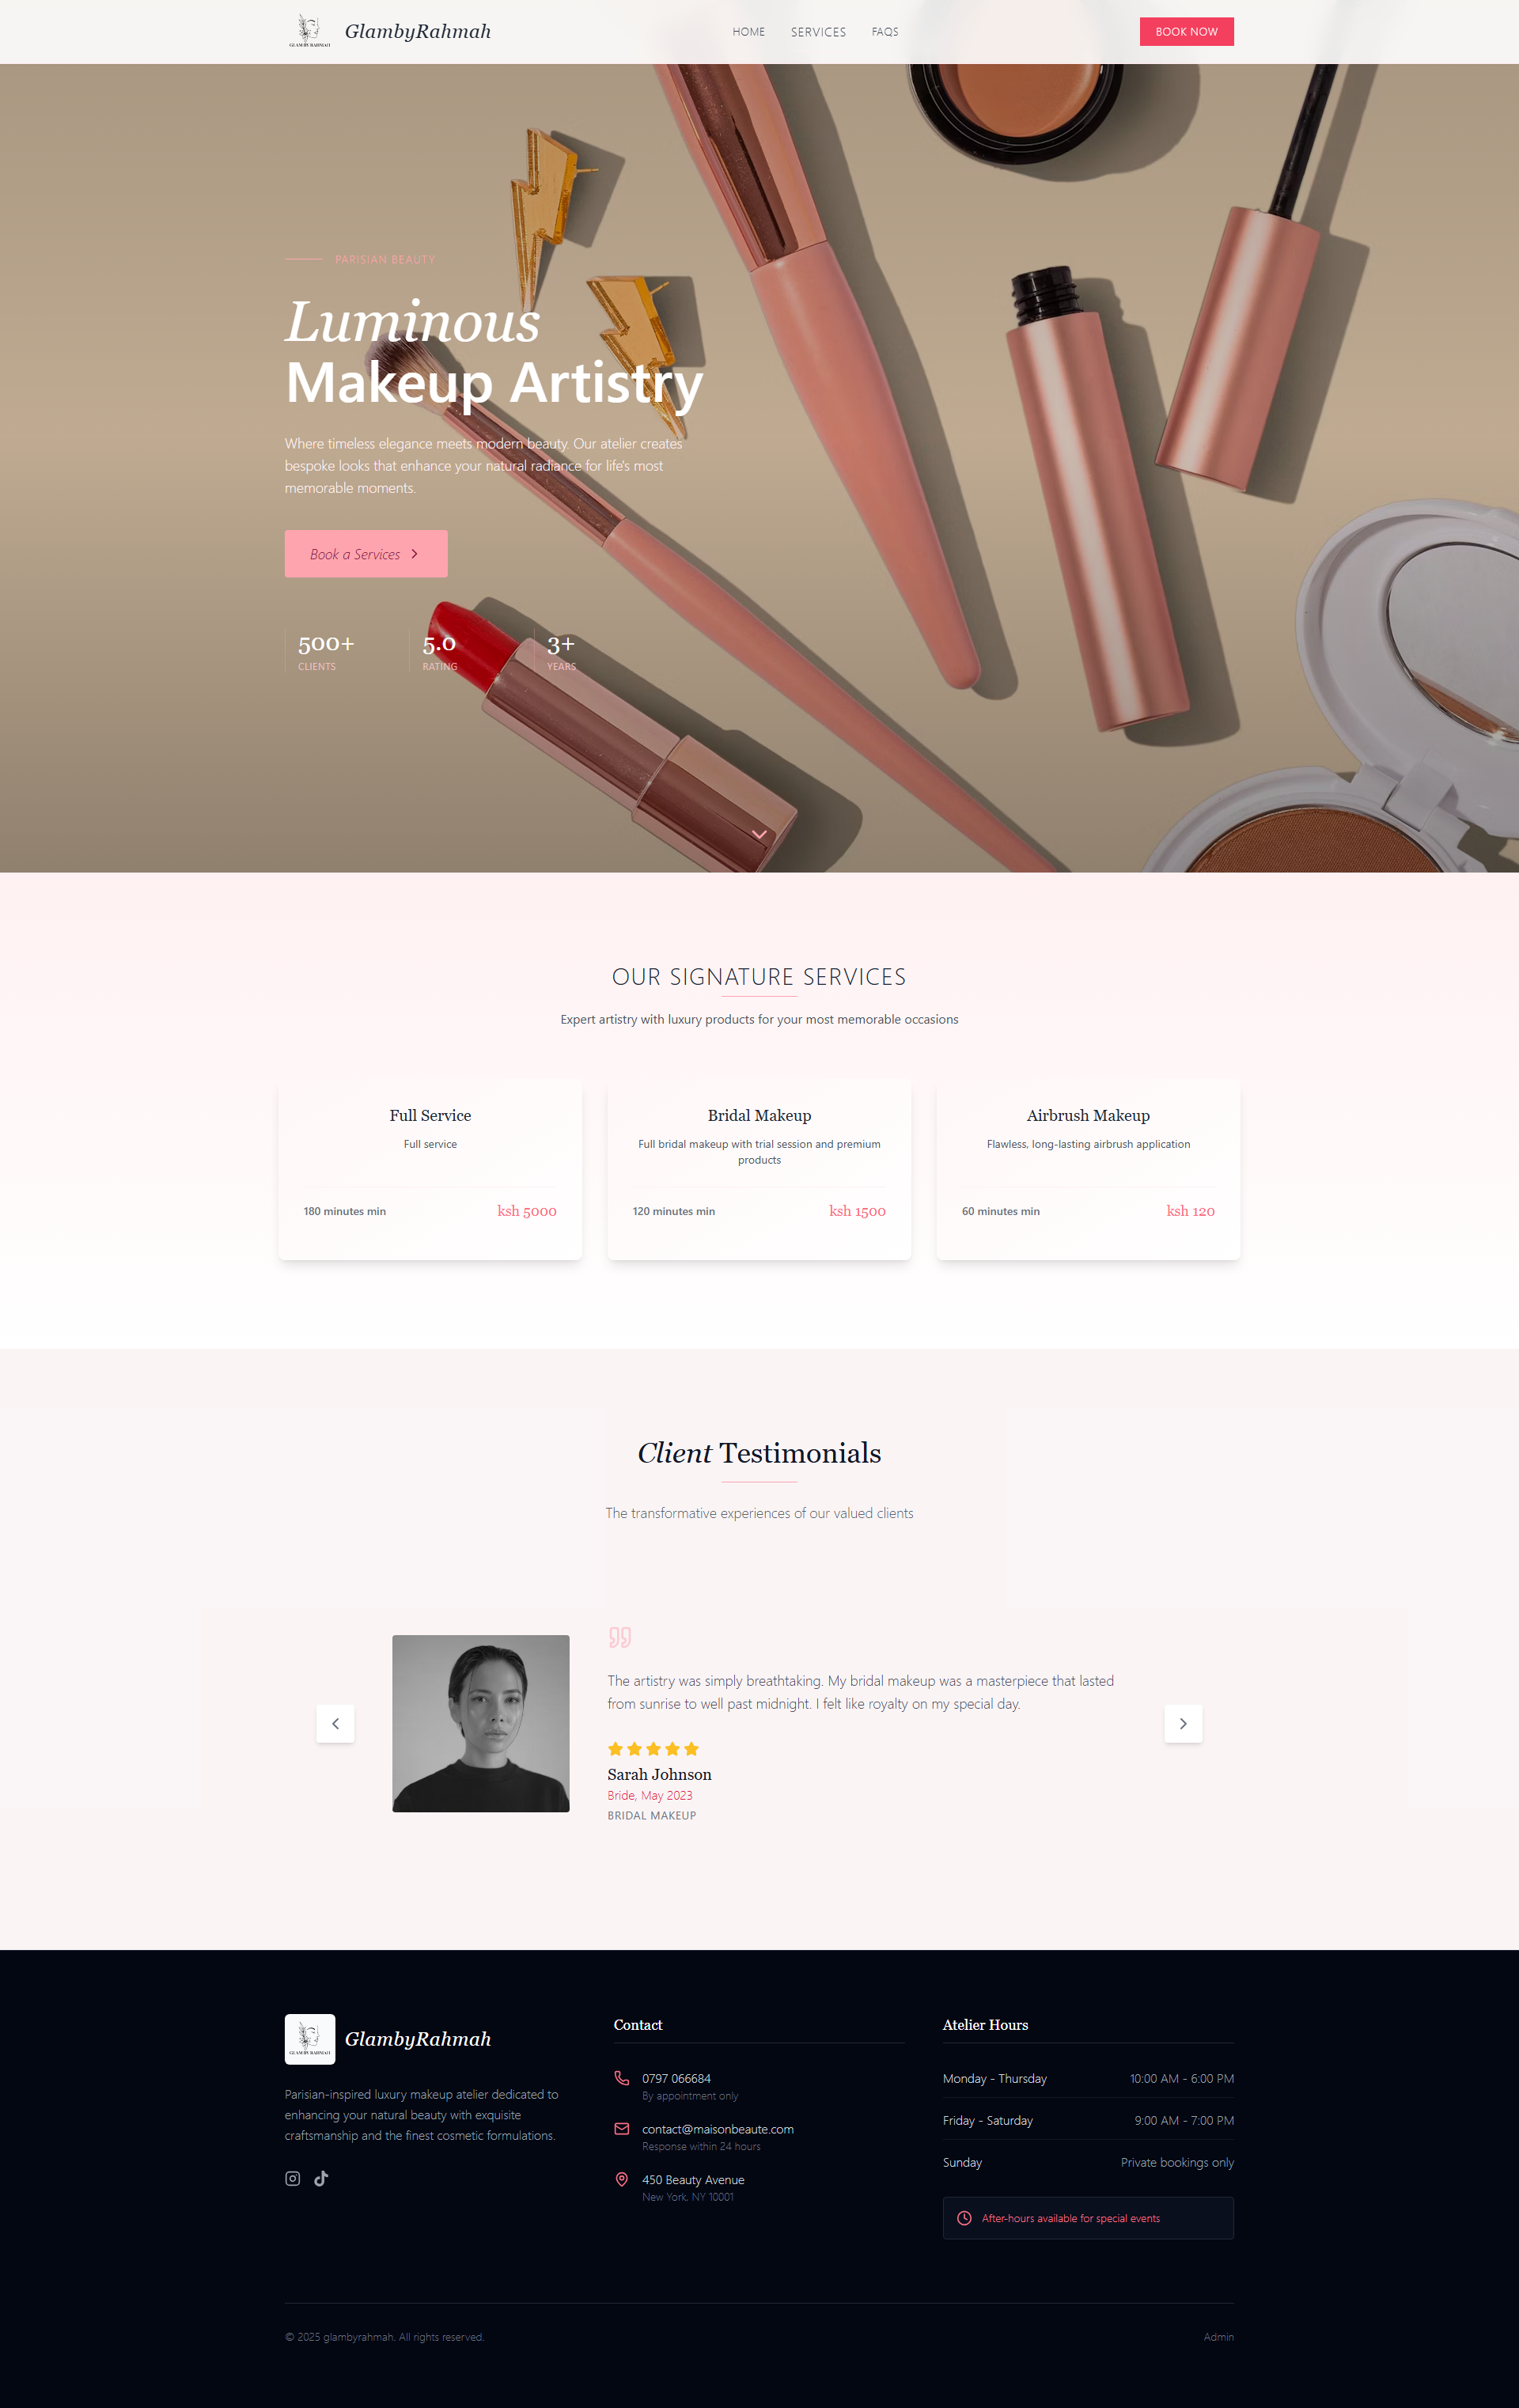 GLAM BY RAHMAH
GlambyRahmah
HOME
SERVICES
FAQS
BOOK NOW
PARISIAN BEAUTY
Luminous
Makeup Artistry
Where timeless elegance meets modern beauty. Our atelier creates
bespoke looks that enhance your natural radiance for life's most
memorable moments.
Book a Services
500+
CLIENTS
5.0
RATING
3+
YEARS
OUR SIGNATURE SERVICES
Expert artistry with luxury products for your most memorable occasions
Full Service
Full service
180 minutes min
ksh 5000
Bridal Makeup
Full bridal makeup with trial session and premium
products
120 minutes min
ksh 1500
Airbrush Makeup
Flawless, long-lasting airbrush application
60 minutes min
ksh 120
Client Testimonials
The transformative experiences of our valued clients
The artistry was simply breathtaking. My bridal makeup was a masterpiece that lasted
from sunrise to well past midnight. I felt like royalty on my special day.
Sarah Johnson
Bride, May 2023
BRIDAL MAKEUP
GLAM BY RAHMAH
GlambyRahmah
Parisian-inspired luxury makeup atelier dedicated to
enhancing your natural beauty with exquisite
craftsmanship and the finest cosmetic formulations.
Contact
0797 066684
By appointment only
contact@maisonbeaute.com
Response within 24 hours
450 Beauty Avenue
New York, NY 10001
Atelier Hours
Monday - Thursday
10:00 AM - 6:00 PM
Friday - Saturday
9:00 AM - 7:00 PM
Sunday
Private bookings only
After-hours available for special events
© 2025 glambyrahmah. All rights reserved.
Admin